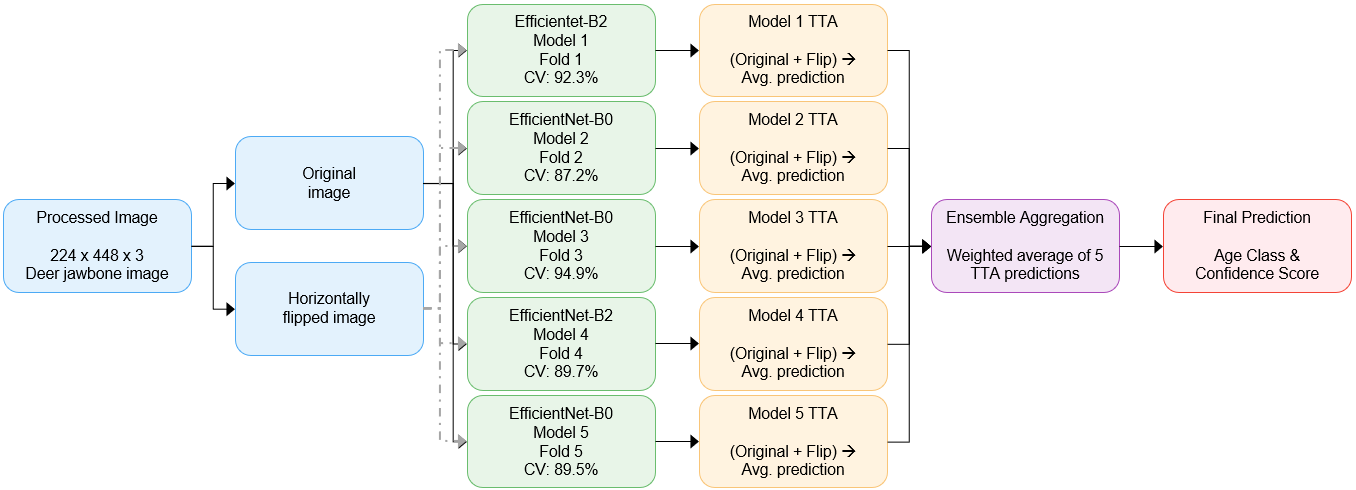 Processed Image
224 x 448 x 3
Deer jawbone image
Original
image
Horizontally
flipped image
Efficientet-B2
Model 1
Fold 1
CV: 92.3%
EfficientNet-B0
Model 2
Fold 2
CV: 87.2%
EfficientNet-B0
Model 3
Fold 3
CV: 94.9%
EfficientNet-B2
Model 4
Fold 4
CV: 89.7%
EfficientNet-B0
Model 5
Fold 5
CV: 89.5%
Model 1 TTA
(Original + Flip) →
Avg. prediction
Model 2 TTA
(Original + Flip) →
Avg. prediction
Model 3 TTA
(Original + Flip) →
Avg. prediction
Model 4 TTA
(Original + Flip) →
Avg. prediction
Model 5 TTA
(Original + Flip) →
Avg. prediction
Ensemble Aggregation
Weighted average of 5
TTA predictions
Final Prediction
Age Class &
Confidence Score